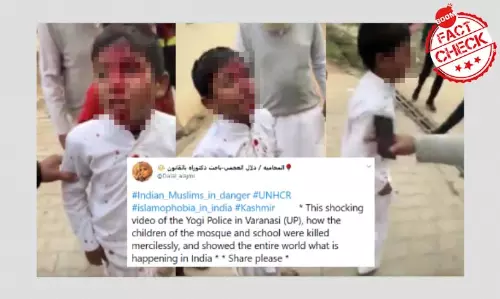 BOOM
FACT
CHECK
المحامية / دلال العجمي-باحث دكتوراه بالقانون
#Indian_Muslims_in_danger #UNHCR
#islamophobia_in_india #Kashmir * This shocking
video of the Yogi Police in Varanasi (UP), how the
children of the mosque and school were killed
mercilessly, and showed the entire world what is
happening in India * * Share please *